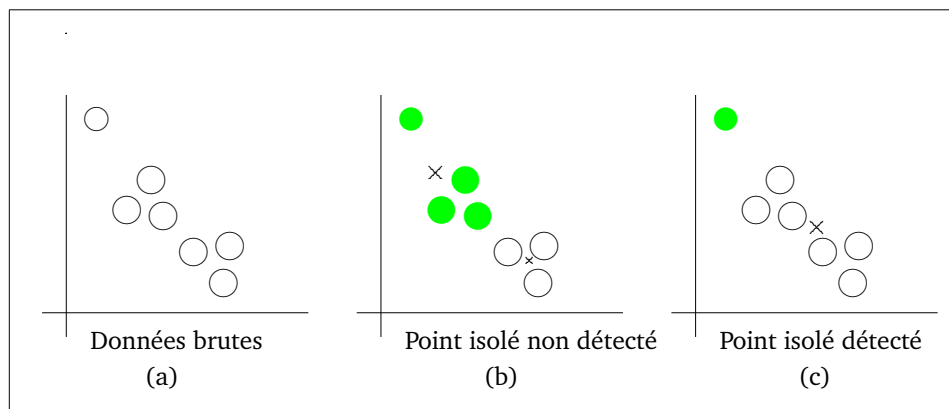 Données brutes
(a)
Point isolé non détecté
(b)
Point isolé détecté
(c)